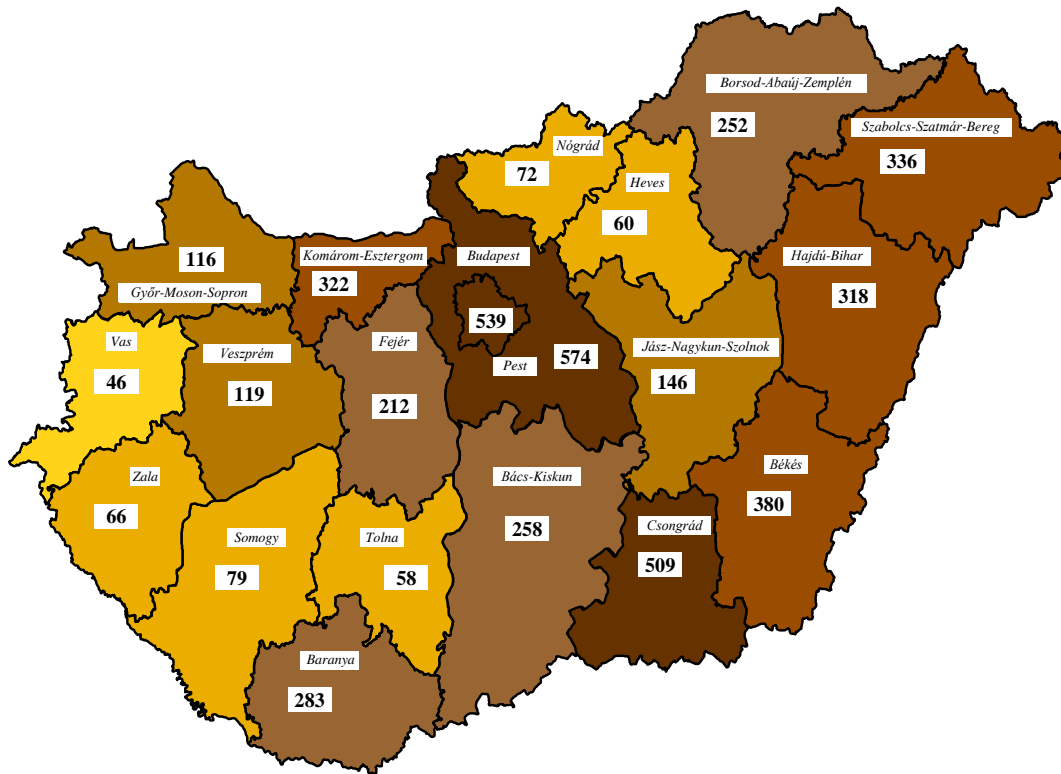 Borsod-Abaúj-Zemplén
252
Szabolcs-Szatmár-Bereg
336
Nógrád
72
Heves
60
116
Győr-Moson-Sopron
Komárom-Esztergom
322
Budapest
539
Hajdú-Bihar
318
Vas
46
Veszprém
119
Fejér
212
Pest
574
Jász-Nagykun-Szolnok
146
Zala
66
Somogy
79
Tolna
58
Bács-Kiskun
258
Csongrád
509
Békés
380
Baranya
283